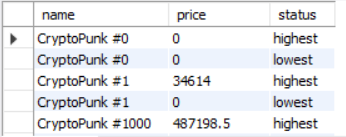 name price status
CryptoPunk #0 0 highest
CryptoPunk #0 0 lowest
CryptoPunk #1 34614 highest
CryptoPunk #1 0 lowest
CryptoPunk #1000 487198.5 highest